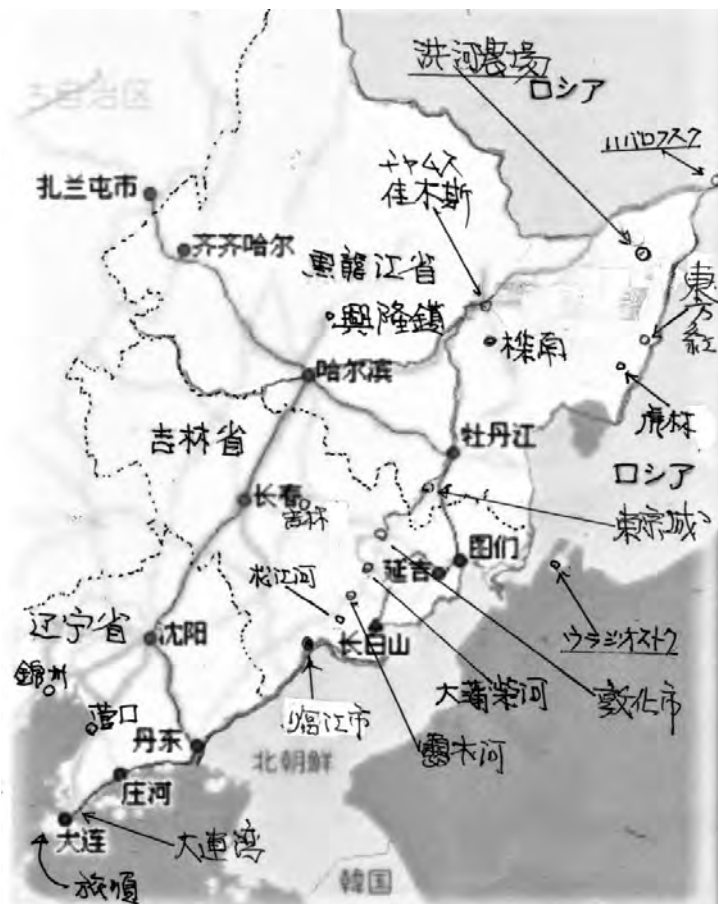 洪河農場
ロシア
古自治区
ハバロフスク
チャムス
佳木斯
扎兰屯市
齐齐哈尔
黒龍江省
興隆鎮
東方紅
樺南
哈尔滨
虎林
吉林省
牡丹江
ロシア
长春
吉林
東京城
图们
延吉
松江河
ウラジオストク
辽宁省
沈阳
长白山
大蒲柴河
敦化市
錦州
临江市
露水河
营口
丹东
北朝鮮
庄河
大连
大連湾
旅順
韓国